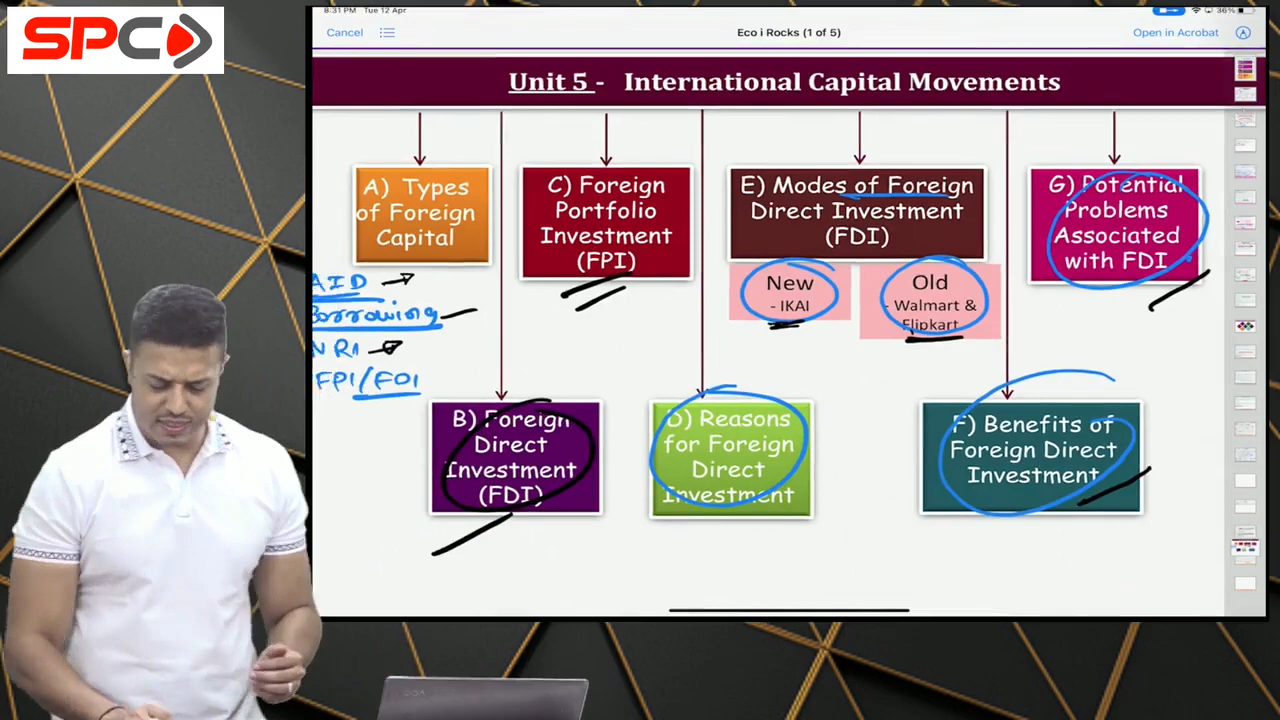 SPC
8:31 PM Tue 12 Apr
36%
Cancel
Eco i Rocks (1 of 5)
Open in Acrobat
Unit 5 - International Capital Movements
A) Types
of Foreign
Capital
C) Foreign
Portfolio
Investment
(FPI)
E) Modes of Foreign
Direct Investment
(FDI)
G) Potential
Problems
Associated
with FDI
New
- IKAI
Old
- Walmart &
Flipkart
AID
Borrowing
NRI
FPI/FDI
B) Foreign
Direct
Investment
(FDI)
D) Reasons
for Foreign
Direct
Investment
F) Benefits of
Foreign Direct
Investment